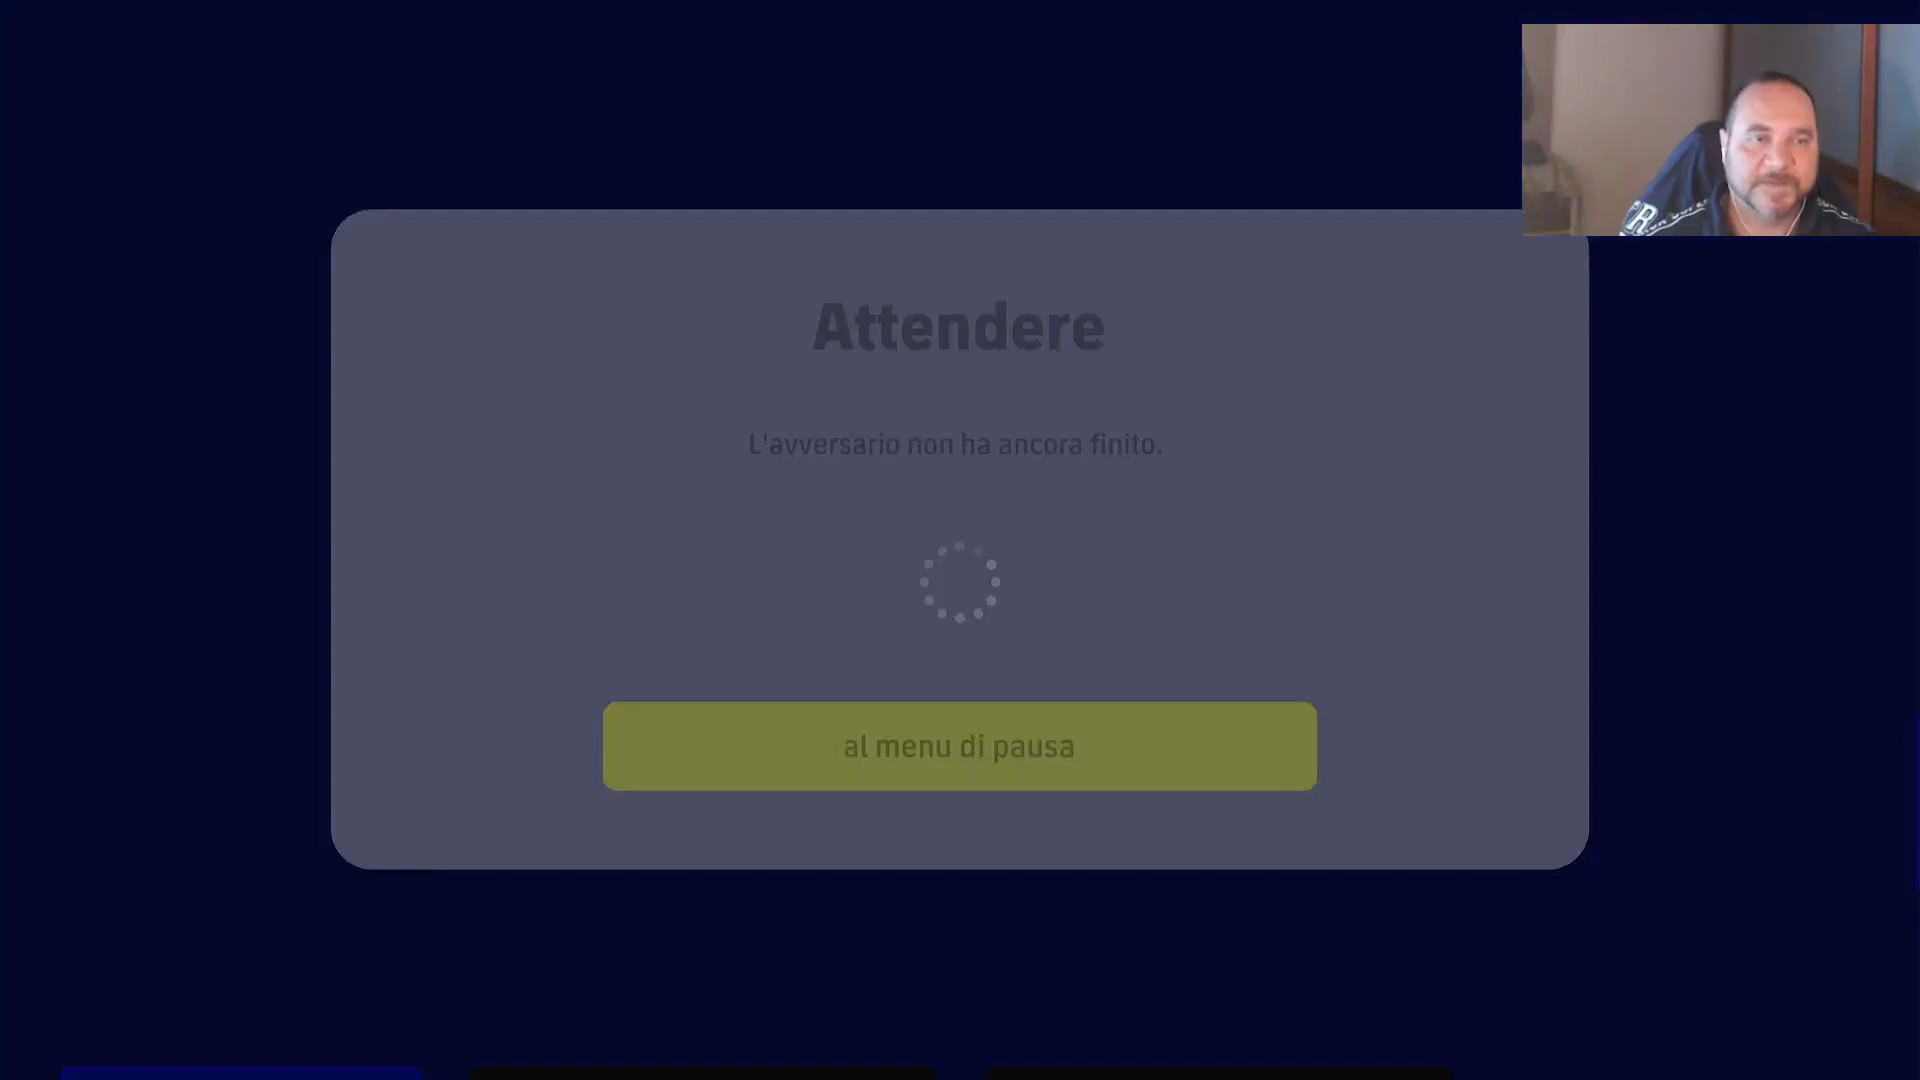 Attendere
L'avversario non ha ancora finito.
al menu di pausa